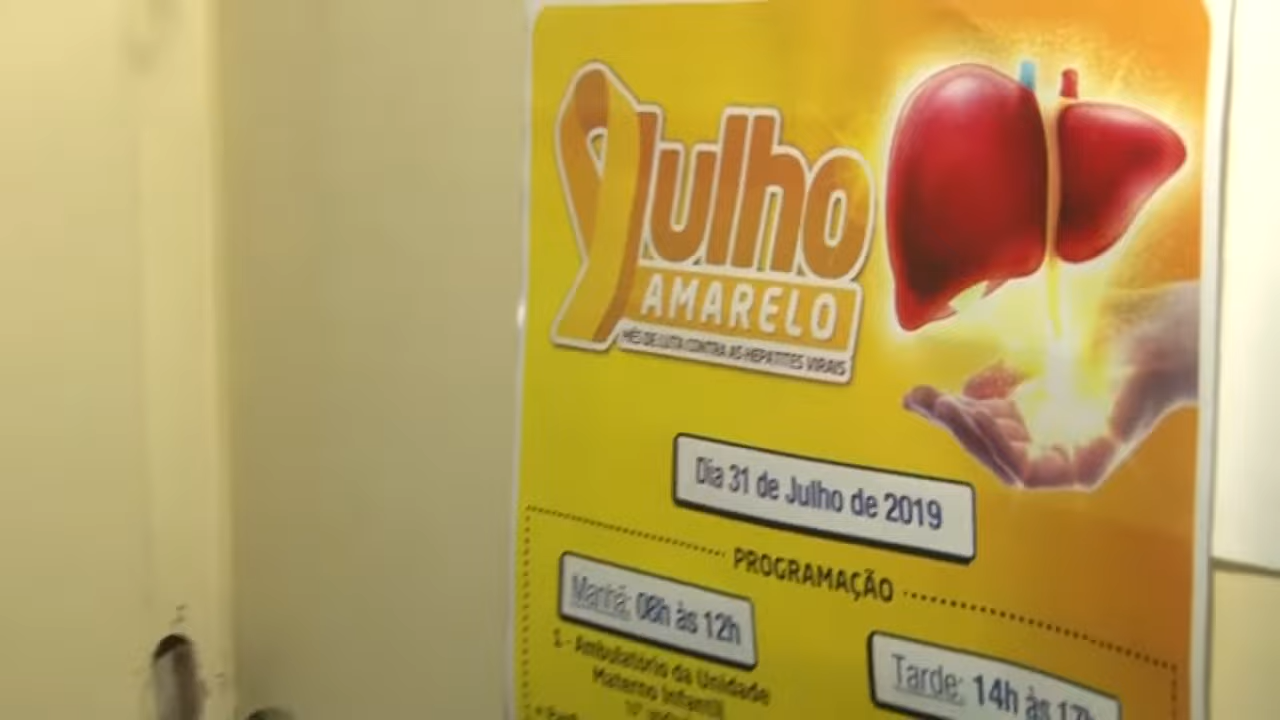 Julho
AMARELO
MÊS DE LUTA CONTRA AS HEPATITES VIRAIS
Dia 31 de Julho de 2019
PROGRAMAÇÃO
Manhã: 08h às 12h
1 - Ambulatório da Unidade
Materno Infantil
Tarde: 14h às 17h